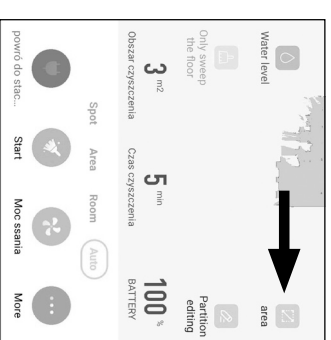 Water level
area
Only sweep
the floor
Partition
editing
3 m2
5 min
100 %
Obszar czyszczenia
Czas czyszczenia
BATTERY
Spot
Area
Room
Auto
powró do stac...
Start
Moc ssania
More